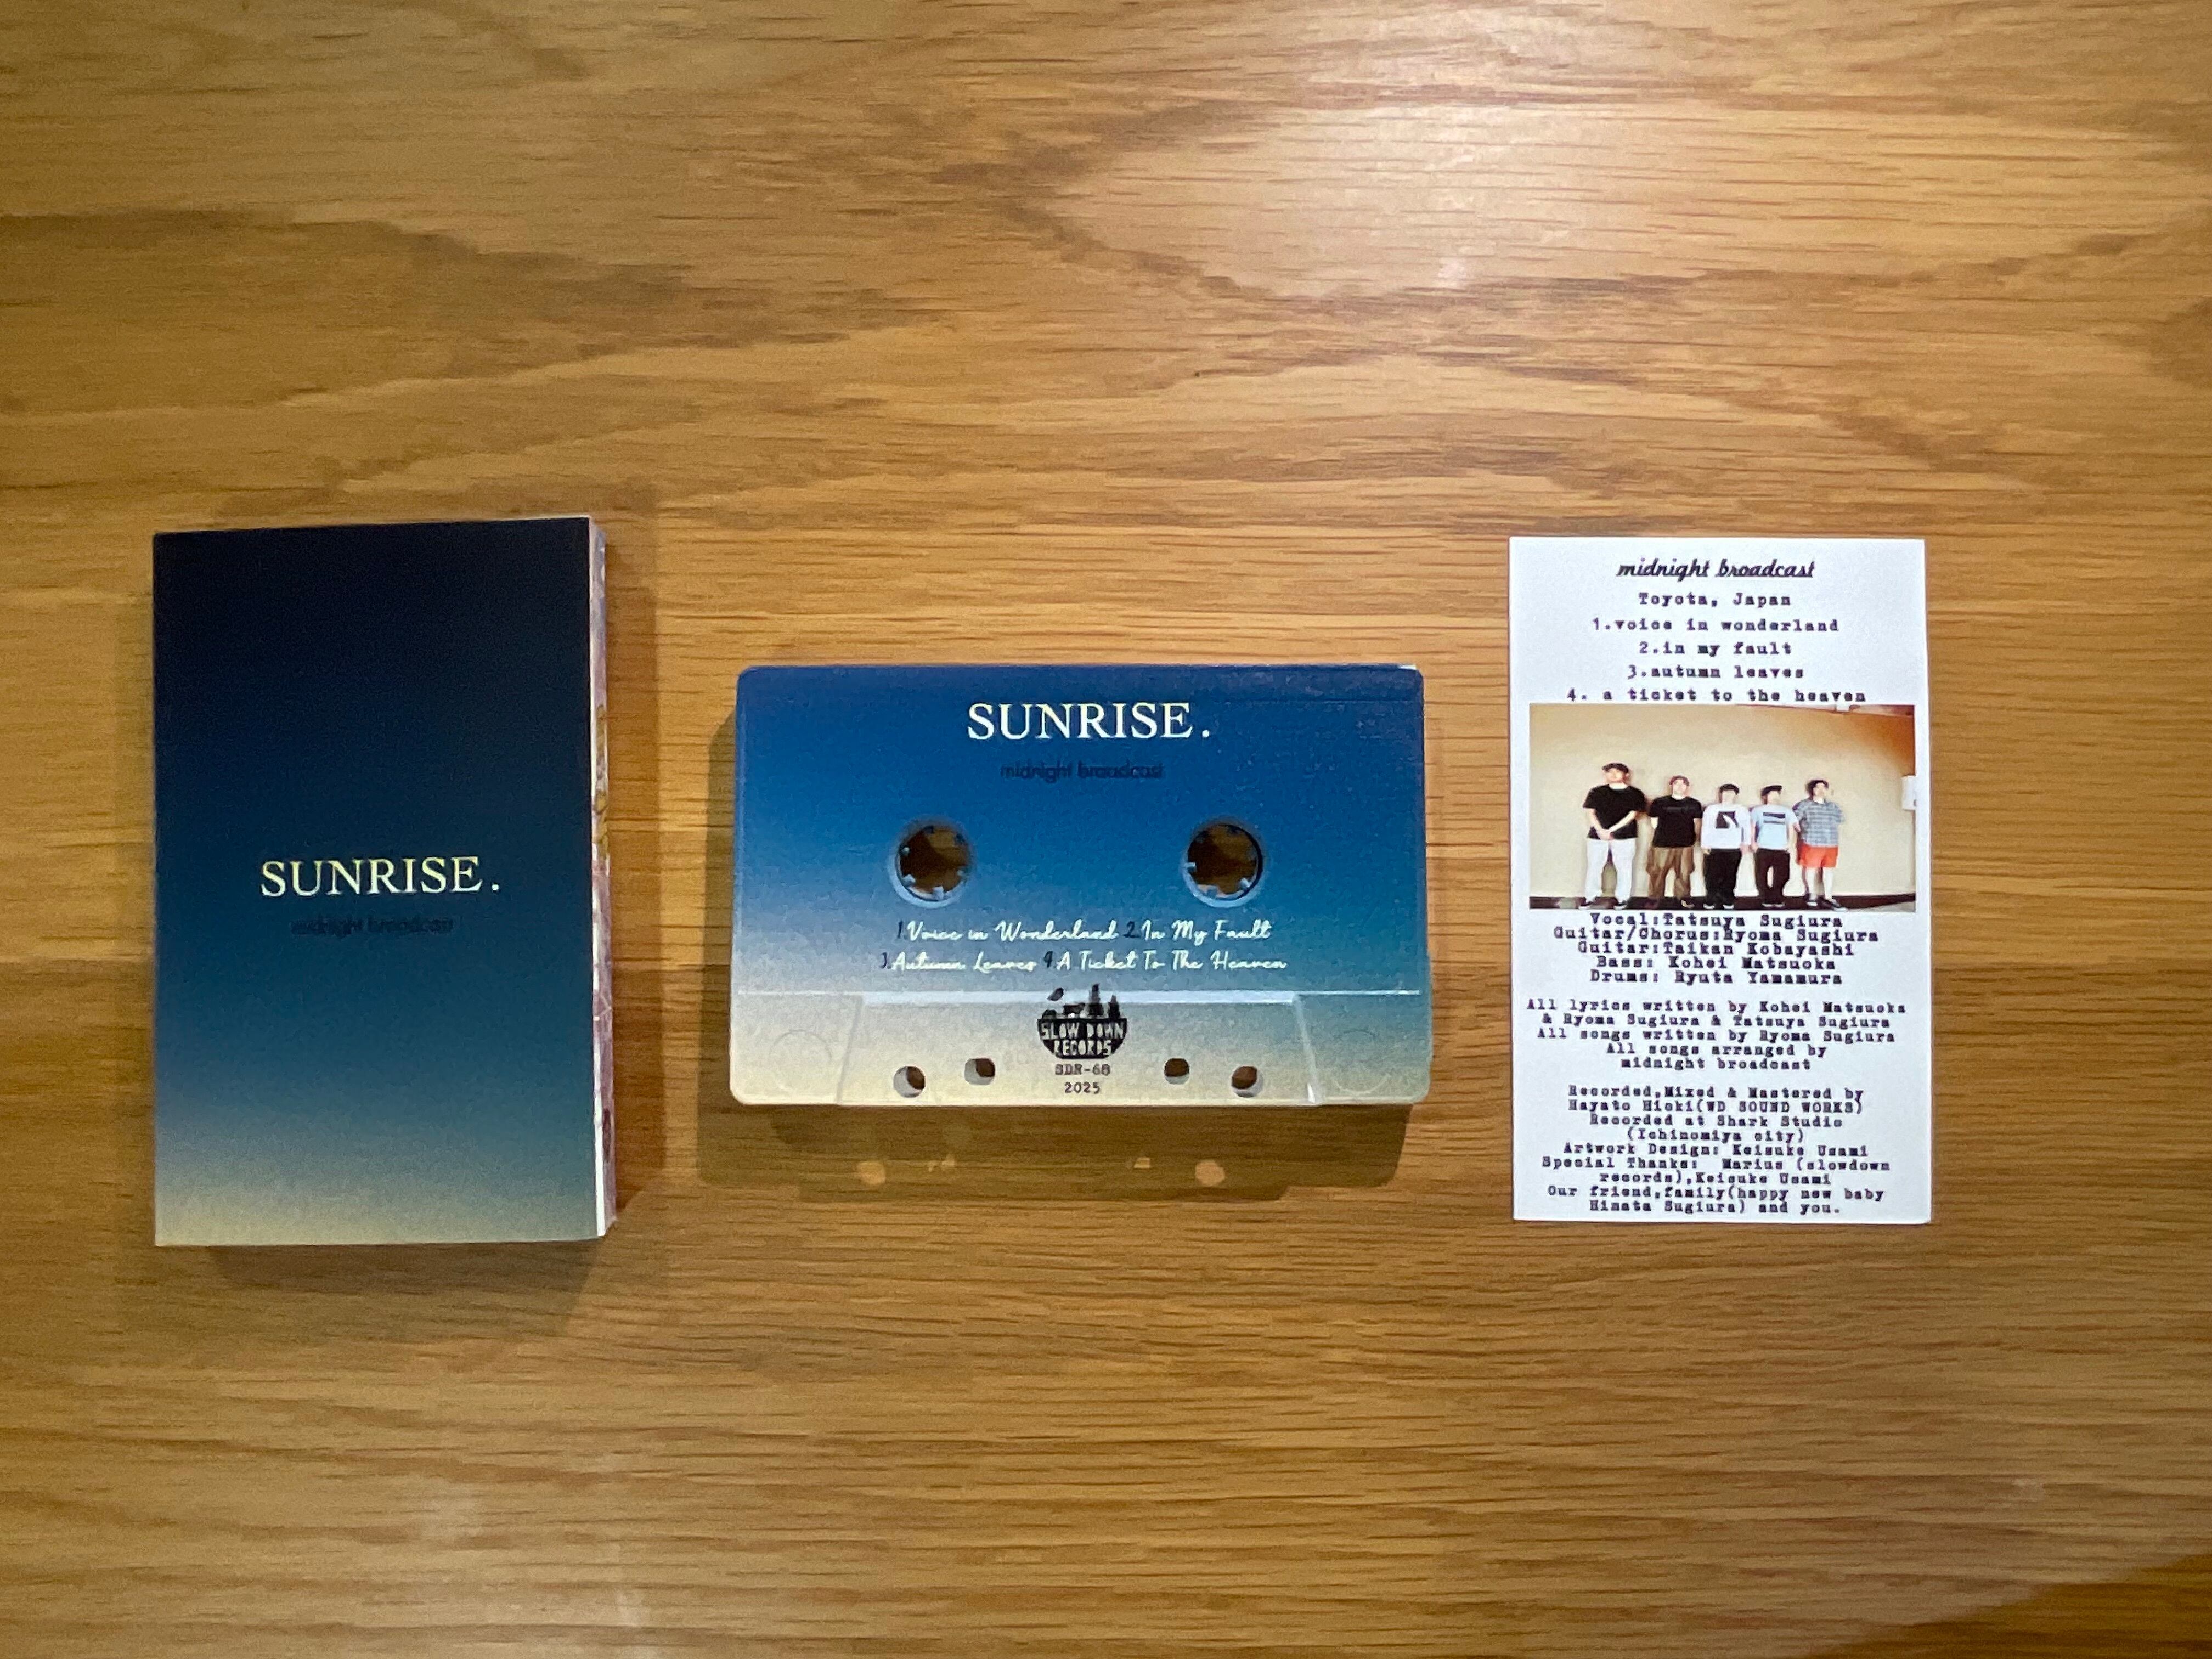 SUNRISE.
midnight broadcast
SUNRISE.
midnight broadcast
1.Voice in Wonderland 2.In My Fault
3.Autumn Leaves 4.A Ticket To The Heaven
SLOW DOWN
RECORDS
SDR-68
2025
midnight broadcast
Toyota, Japan
1.voice in wonderland
2.in my fault
3.autumn leaves
4. a ticket to the heaven
Vocal:Tatsuya Sugiura
Guitar/Chorus:Ryoma Sugiura
Guitar:Taikan Kobayashi
Bass: Kohei Matsuoka
Drums: Ryuta Yamamura
All lyrics written by Kohei Matsuoka
& Ryoma Sugiura & Tatsuya Sugiura
All songs written by Ryoma Sugiura
All songs arranged by
midnight broadcast
Recorded,Mixed & Mastered by
Hayato Hioki(WD SOUND WORKS)
Recorded at Shark Studio
(Ichinomiya city)
Artwork Design: Keisuke Usami
Special Thanks: Marius (slowdown
records),Keisuke Usami
Our friend,family(happy new baby
Hinata Sugiura) and you.